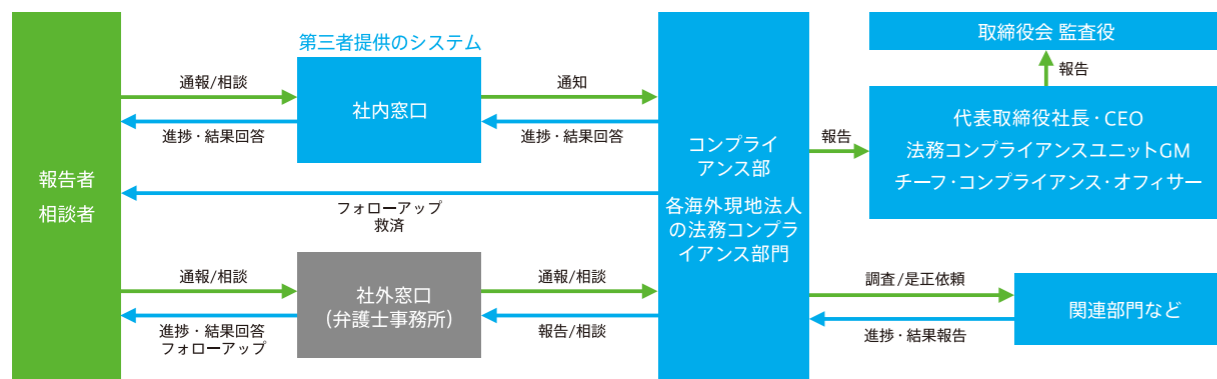 報告者
相談者
第三者提供のシステム
通報/相談
社内窓口
通知
進捗・結果回答
進捗・結果回答
フォローアップ
救済
通報/相談
社外窓口
（弁護士事務所）
通報/相談
進捗・結果回答
フォローアップ
報告/相談
コンプライ
アンス部
各海外現地法人
の法務コンプラ
イアンス部門
報告
取締役会 監査役
報告
代表取締役社長・CEO
法務コンプライアンスユニットGM
チーフ・コンプライアンス・オフィサー
調査/是正依頼
関連部門など
進捗・結果報告